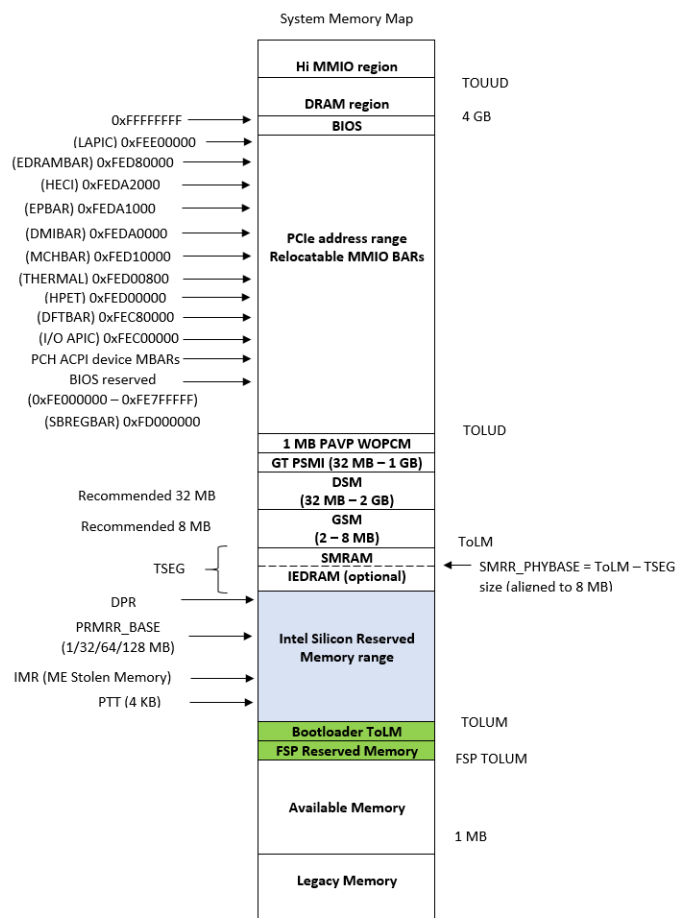 System Memory Map
Hi MMIO region
TOUUD
DRAM region
4 GB
0xFFFFFFFF
BIOS
(LAPIC) 0xFEE00000
(EDRAMBAR) 0xFED80000
(HECI) 0xFEDA2000
(EPBAR) 0xFEDA1000
(DMIBAR) 0xFEDA0000
(MCHBAR) 0xFED10000
(THERMAL) 0xFED00800
(HPET) 0xFED00000
(DFTBAR) 0xFEC80000
(I/O APIC) 0xFEC00000
PCH ACPI device MBARs
BIOS reserved
(0xFE000000 – 0xFE7FFFFF)
(SBREGBAR) 0xFD000000
PCIe address range
Relocatable MMIO BARs
TOLUD
1 MB PAVP WOPCM
GT PSMI (32 MB – 1 GB)
DSM
(32 MB – 2 GB)
Recommended 32 MB
GSM
(2 – 8 MB)
Recommended 8 MB
ToLM
SMRAM
IEDRAM (optional)
TSEG
SMRR_PHYBASE = ToLM – TSEG
size (aligned to 8 MB)
DPR
PRMRR_BASE
(1/32/64/128 MB)
IMR (ME Stolen Memory)
PTT (4 KB)
Intel Silicon Reserved
Memory range
TOLUM
Bootloader ToLM
FSP Reserved Memory
FSP TOLUM
Available Memory
1 MB
Legacy Memory